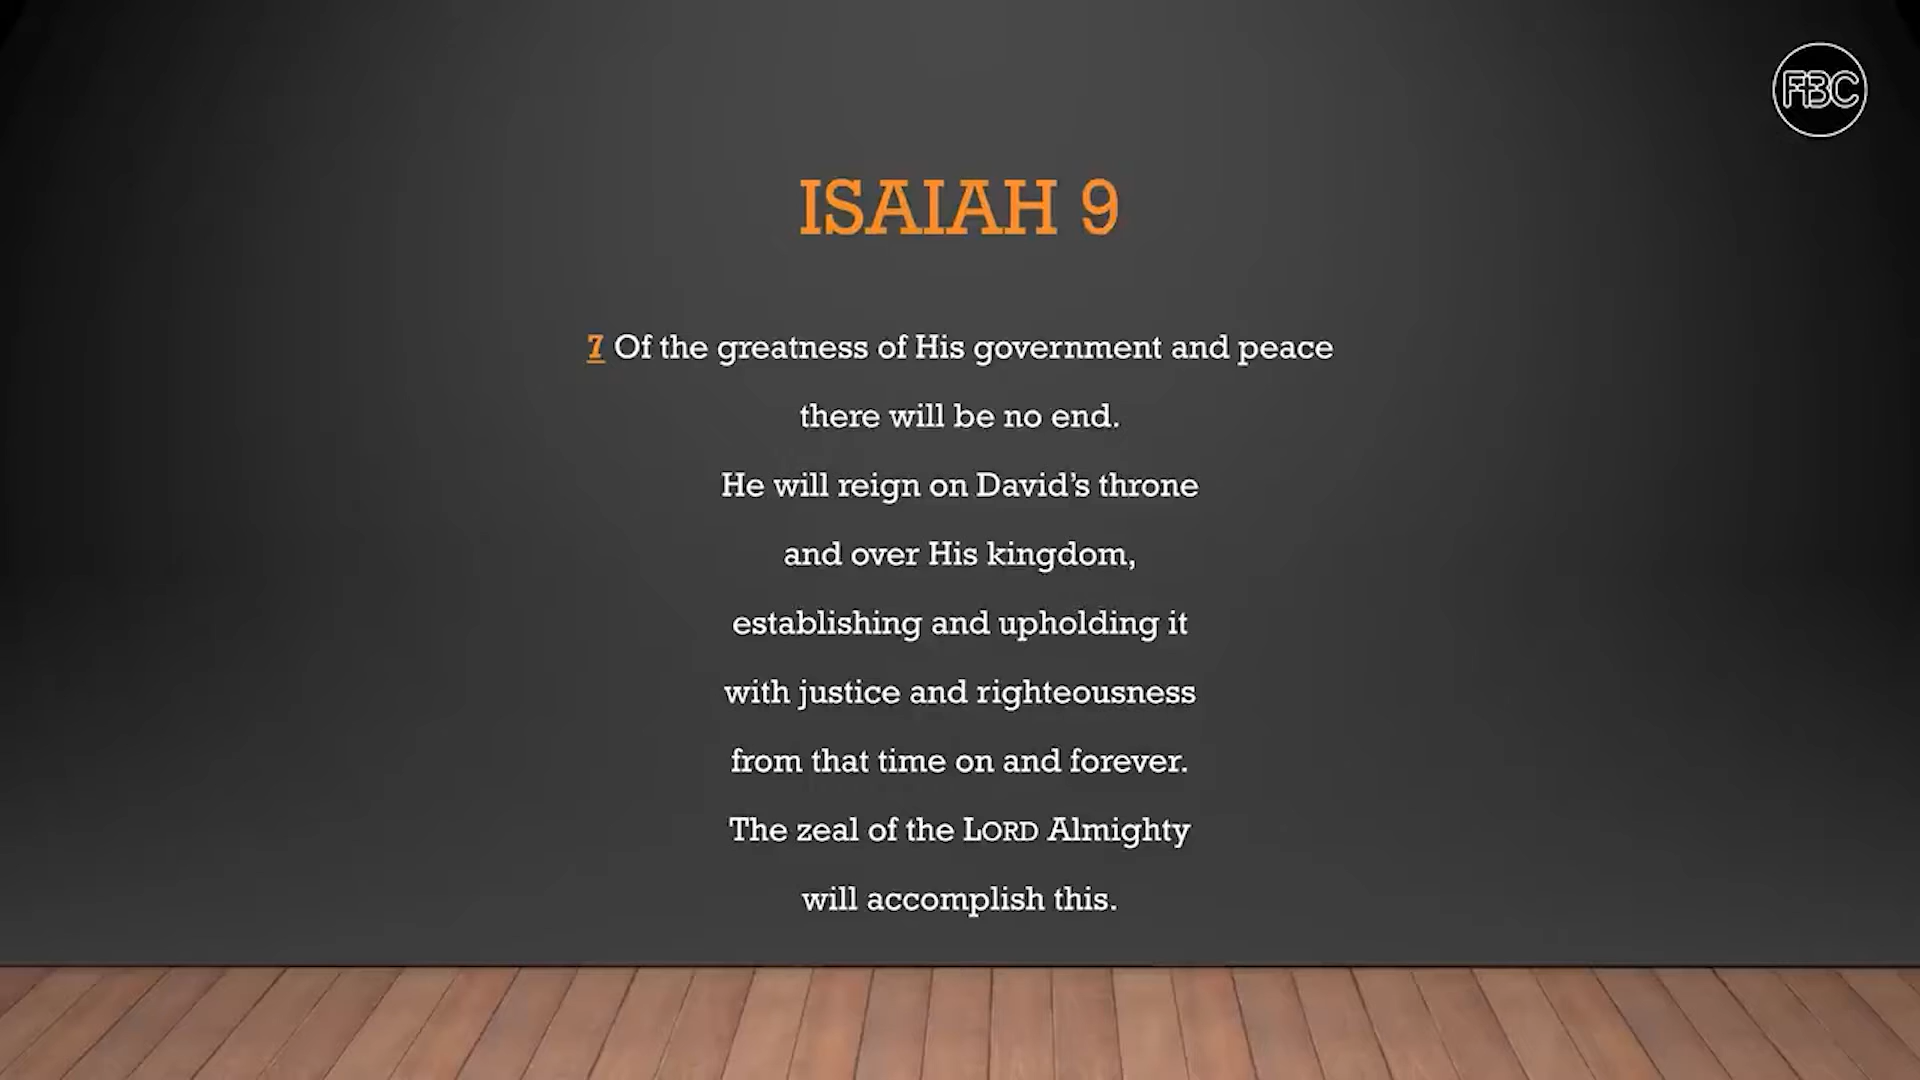 FBC
ISAIAH 9
7 Of the greatness of His government and peace
there will be no end.
He will reign on David’s throne
and over His kingdom,
establishing and upholding it
with justice and righteousness
from that time on and forever.
The zeal of the LORD Almighty
will accomplish this.